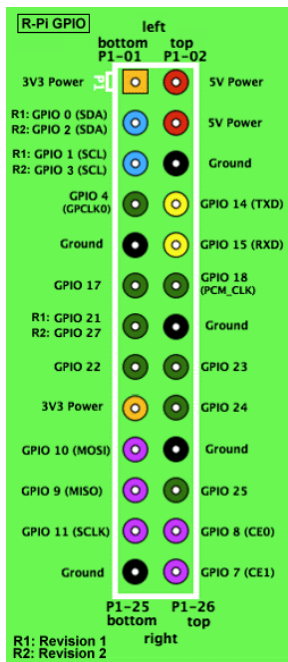 R-Pi GPIO
left
bottom top
P1-01 P1-02
3V3 Power P1 5V Power
R1: GPIO 0 (SDA)
R2: GPIO 2 (SDA) 5V Power
R1: GPIO 1 (SCL)
R2: GPIO 3 (SCL) Ground
GPIO 4
(GPCLK0) GPIO 14 (TXD)
Ground GPIO 15 (RXD)
GPIO 17 GPIO 18
(PCM_CLK)
R1: GPIO 21
R2: GPIO 27 Ground
GPIO 22 GPIO 23
3V3 Power GPIO 24
GPIO 10 (MOSI) Ground
GPIO 9 (MISO) GPIO 25
GPIO 11 (SCLK) GPIO 8 (CE0)
Ground GPIO 7 (CE1)
P1-25 P1-26
bottom top
right
R1: Revision 1
R2: Revision 2